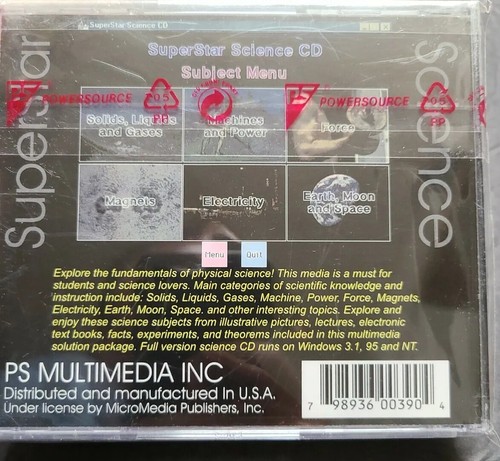 SuperStar Science CD
SuperStar Science CD
Subject Menu
Superstar
Science
POWERSOURCE
05
PP
PS
POWERSOURCE
05
PP
Solids, Liquids
and Gases
Machines
and Power
Force
Magnets
Electricity
Earth, Moon
and Space
Menu
Quit
Explore the fundamentals of physical science! This media is a must for
students and science lovers. Main categories of scientific knowledge and
instruction include: Solids, Liquids, Gases, Machine, Power, Force, Magnets,
Electricity, Earth, Moon, Space. and other interesting topics. Explore and
enjoy these science subjects from illustrative pictures, lectures, electronic
text books, facts, experiments, and theorems included in this multimedia
solution package. Full version science CD runs on Windows 3.1, 95 and NT.
PS MULTIMEDIA INC
Distributed and manufactured in U.S.A.
Under license by MicroMedia Publishers, Inc.
7 98936 00390 4